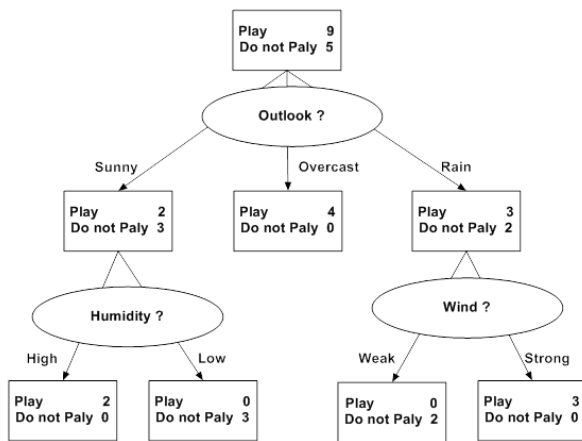 Play 9
Do not Paly 5
Outlook ?
Sunny
Overcast
Rain
Play 2
Do not Paly 3
Play 4
Do not Paly 0
Play 3
Do not Paly 2
Humidity ?
Wind ?
High
Low
Weak
Strong
Play 2
Do not Paly 0
Play 0
Do not Paly 3
Play 0
Do not Paly 2
Play 3
Do not Paly 0